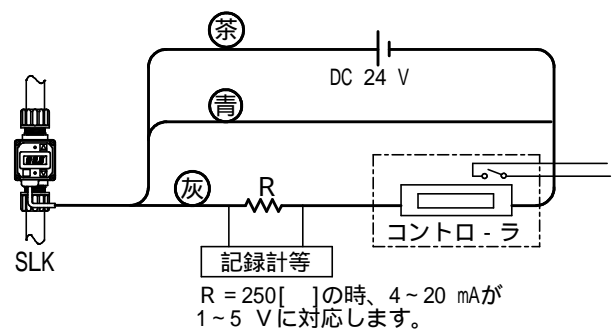 茶
DC 24 V
青
灰
R
コントロ - ラ
記録計等
SLK
R = 250[ ]の時、4~20 mAが
1~5 Vに対応します。